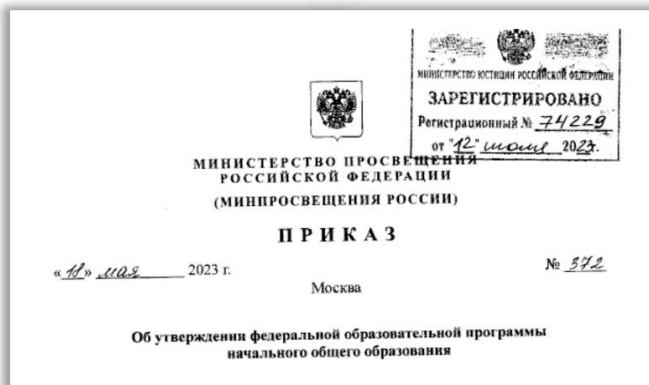 МИНИСТЕРСТВО ЮСТИЦИИ РОССИЙСКОЙ ФЕДЕРАЦИИ
ЗАРЕГИСТРИРОВАНО
Регистрационный № 74229
от "12" июля 2023г.
МИНИСТЕРСТВО ПРОСВЕЩЕНИЯ
РОССИЙСКОЙ ФЕДЕРАЦИИ
(МИНПРОСВЕЩЕНИЯ РОССИИ)
ПРИКАЗ
«18» мая 2023 г. № 372
Москва
Об утверждении федеральной образовательной программы
начального общего образования